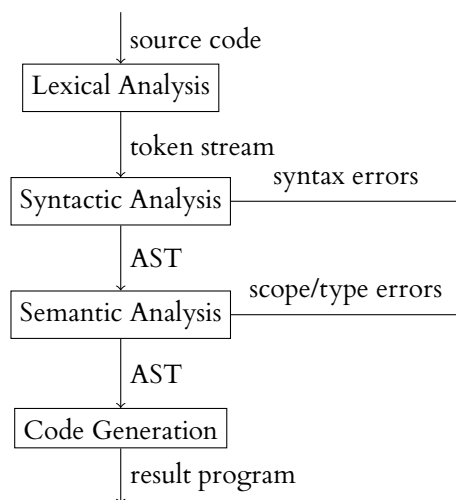 source code
Lexical Analysis
token stream
syntax errors
Syntactic Analysis
AST
scope/type errors
Semantic Analysis
AST
Code Generation
result program